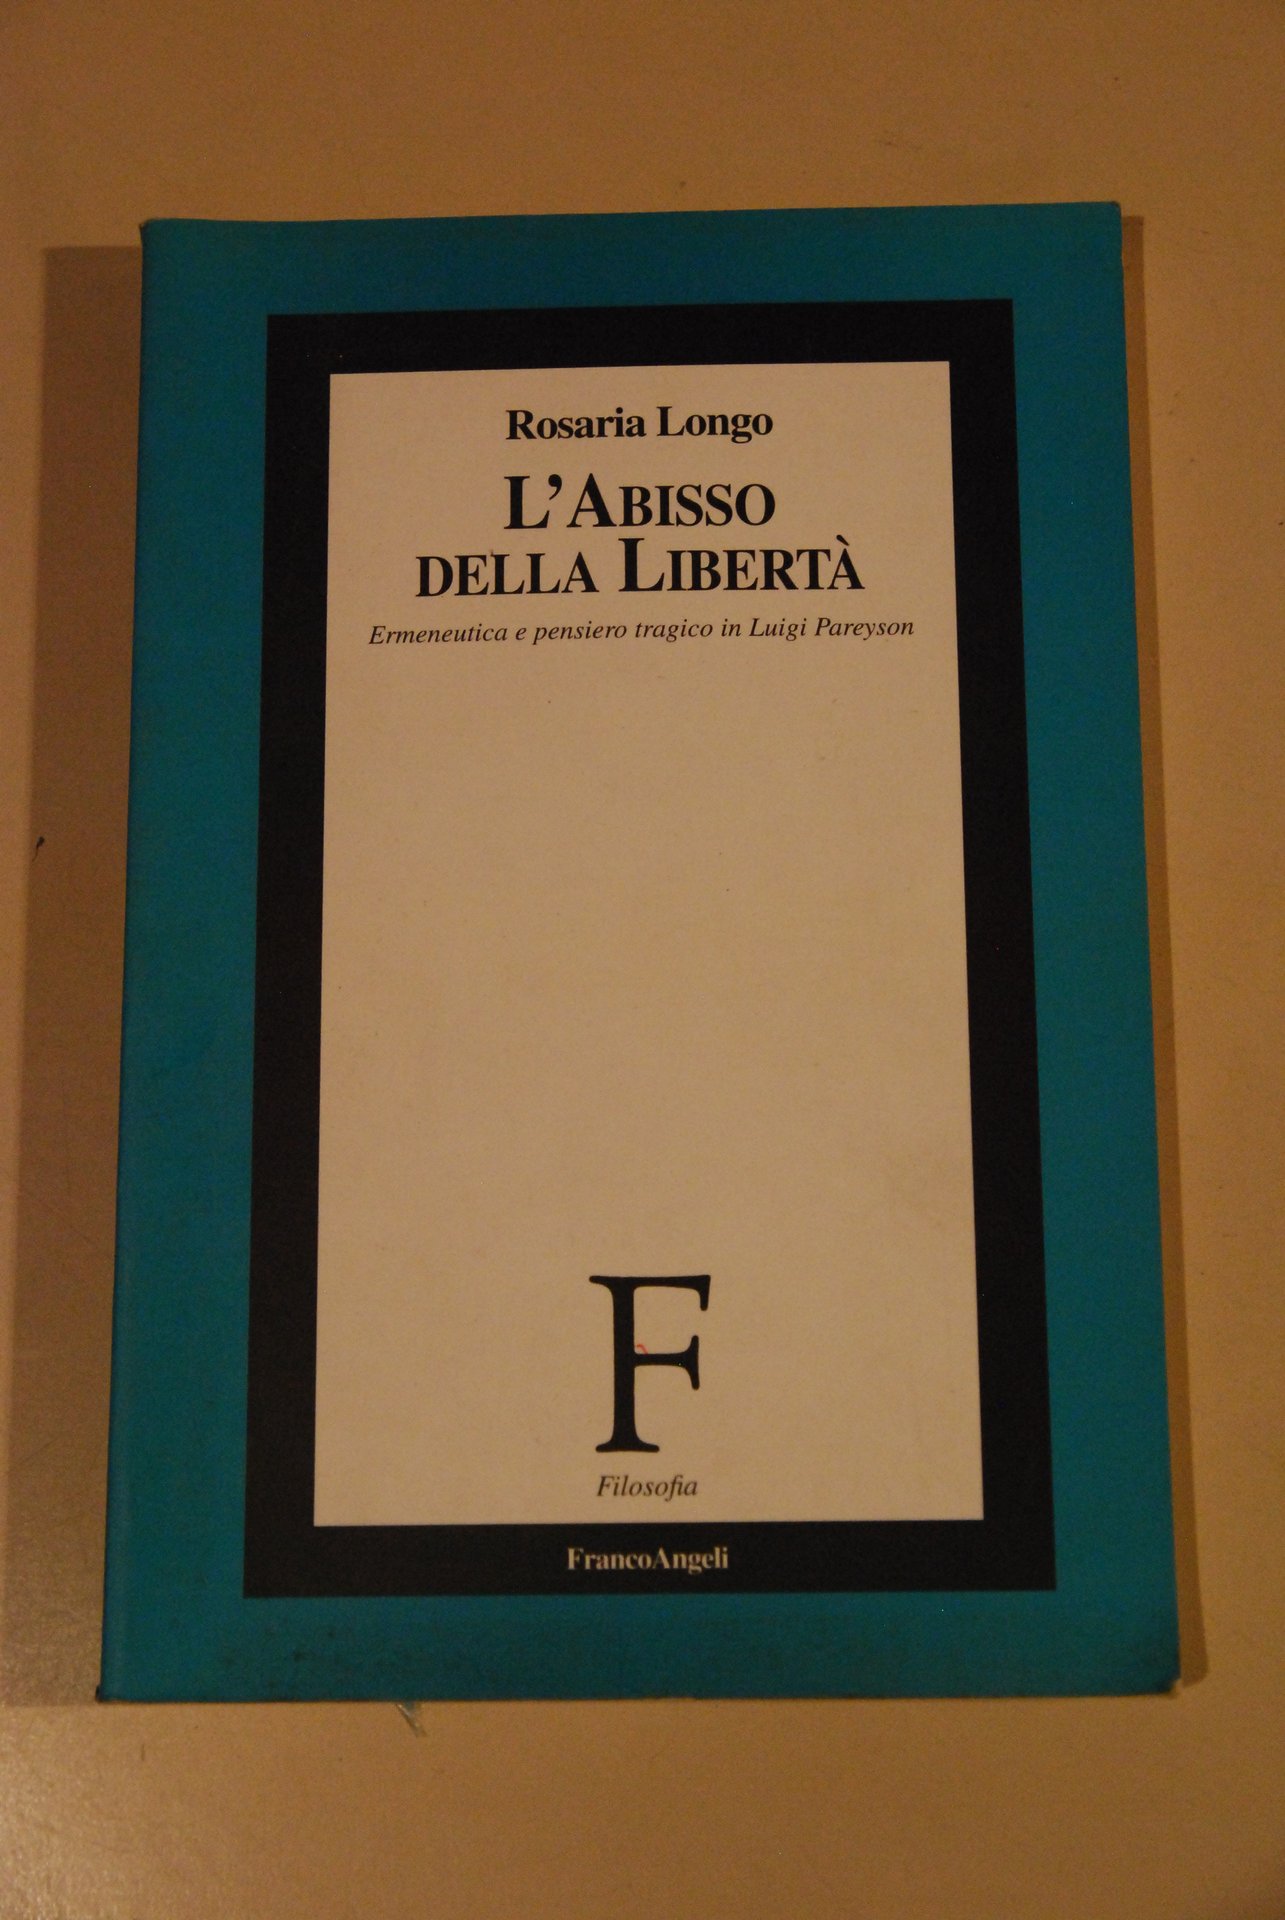 Rosaria Longo
L'ABISSO
DELLA LIBERTÀ
Ermeneutica e pensiero tragico in Luigi Pareyson
F
Filosofia
FrancoAngeli